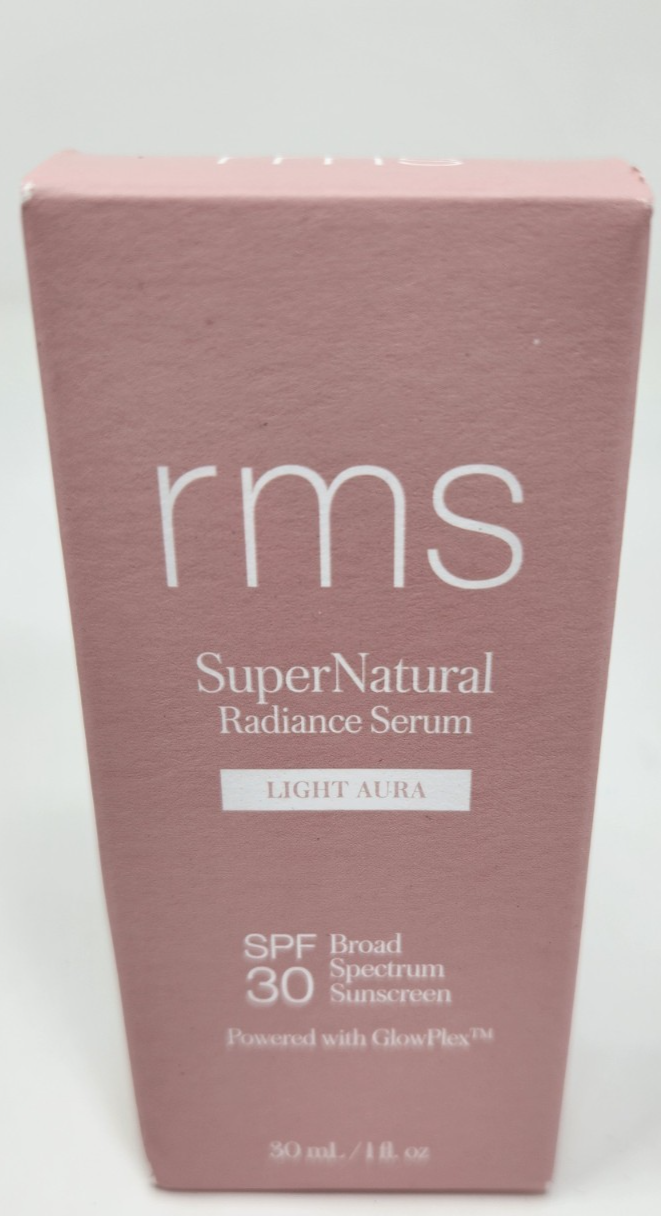 rms
rms
SuperNatural
Radiance Serum
LIGHT AURA
SPF
30
Broad
Spectrum
Sunscreen
Powered with GlowPlex™
30 mL / 1 fl. oz